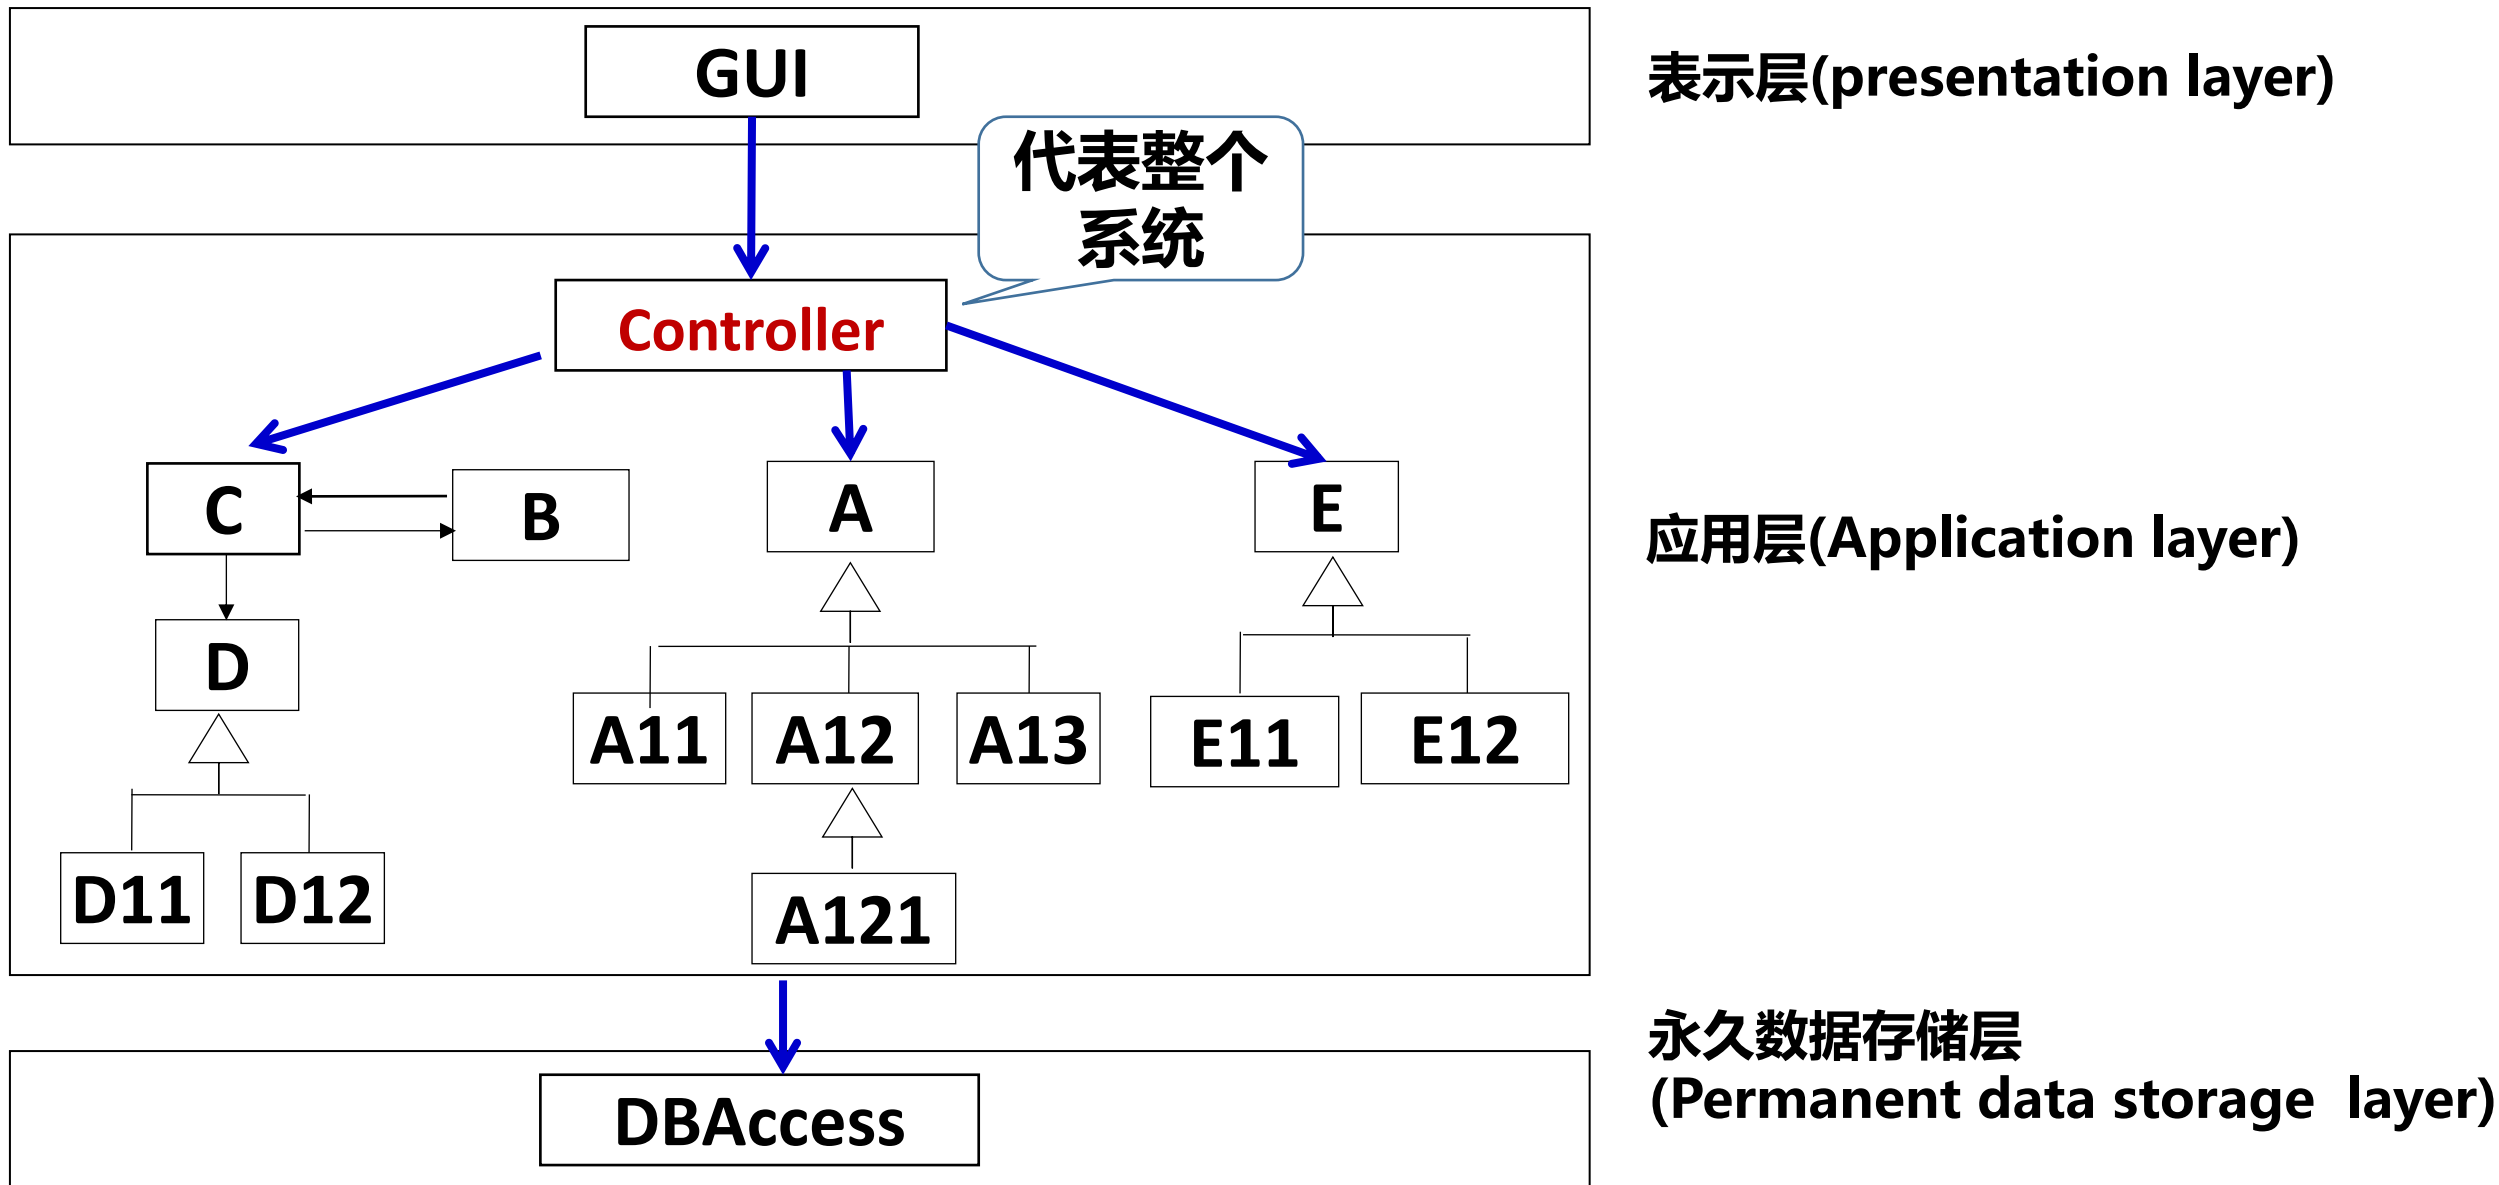 GUI
表示层(presentation layer)
代表整个
系统
Controller
C
B
A
E
应用层(Application layer)
D
A11
A12
A13
E11
E12
D11
D12
A121
永久数据存储层
(Permanent data storage layer)
DBAccess